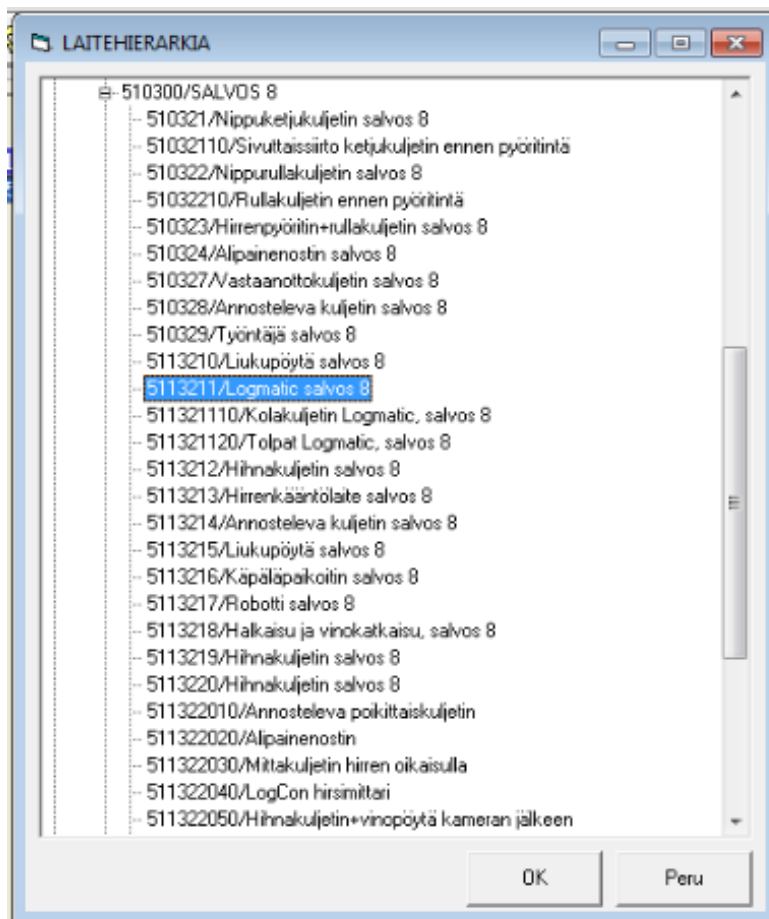 LAITEHIERARKIA
510300/SALVOS 8
510321/Nippuketjukuljetin salvos 8
51032110/Sivuttaissiirto ketjukuljetin ennen pyöritintä
510322/Nippurullakuljetin salvos 8
51032210/Rullakuljetin ennen pyöritintä
510323/Hirrenpyöritin+rullakuljetin salvos 8
510324/Alipainenostin salvos 8
510327/Vastaanottokuljetin salvos 8
510328/Annosteleva kuljetin salvos 8
510329/Työntäjä salvos 8
5113210/Liukupöytä salvos 8
5113211/Logmatic salvos 8
511321110/Kolakuljetin Logmatic, salvos 8
511321120/Tolpat Logmatic, salvos 8
5113212/Hihnakuljetin salvos 8
5113213/Hirrenkääntölaite salvos 8
5113214/Annosteleva kuljetin salvos 8
5113215/Liukupöytä salvos 8
5113216/Käpäläpaikoitin salvos 8
5113217/Robotti salvos 8
5113218/Halkaisu ja vinokatkaisu, salvos 8
5113219/Hihnakuljetin salvos 8
5113220/Hihnakuljetin salvos 8
511322010/Annosteleva poikittaiskuljetin
511322020/Alipainenostin
511322030/Mittakuljetin hirren oikaisulla
511322040/LogCon hirsimittari
511322050/Hihnakuljetin+vinopöytä kameran jälkeen
OK Peru